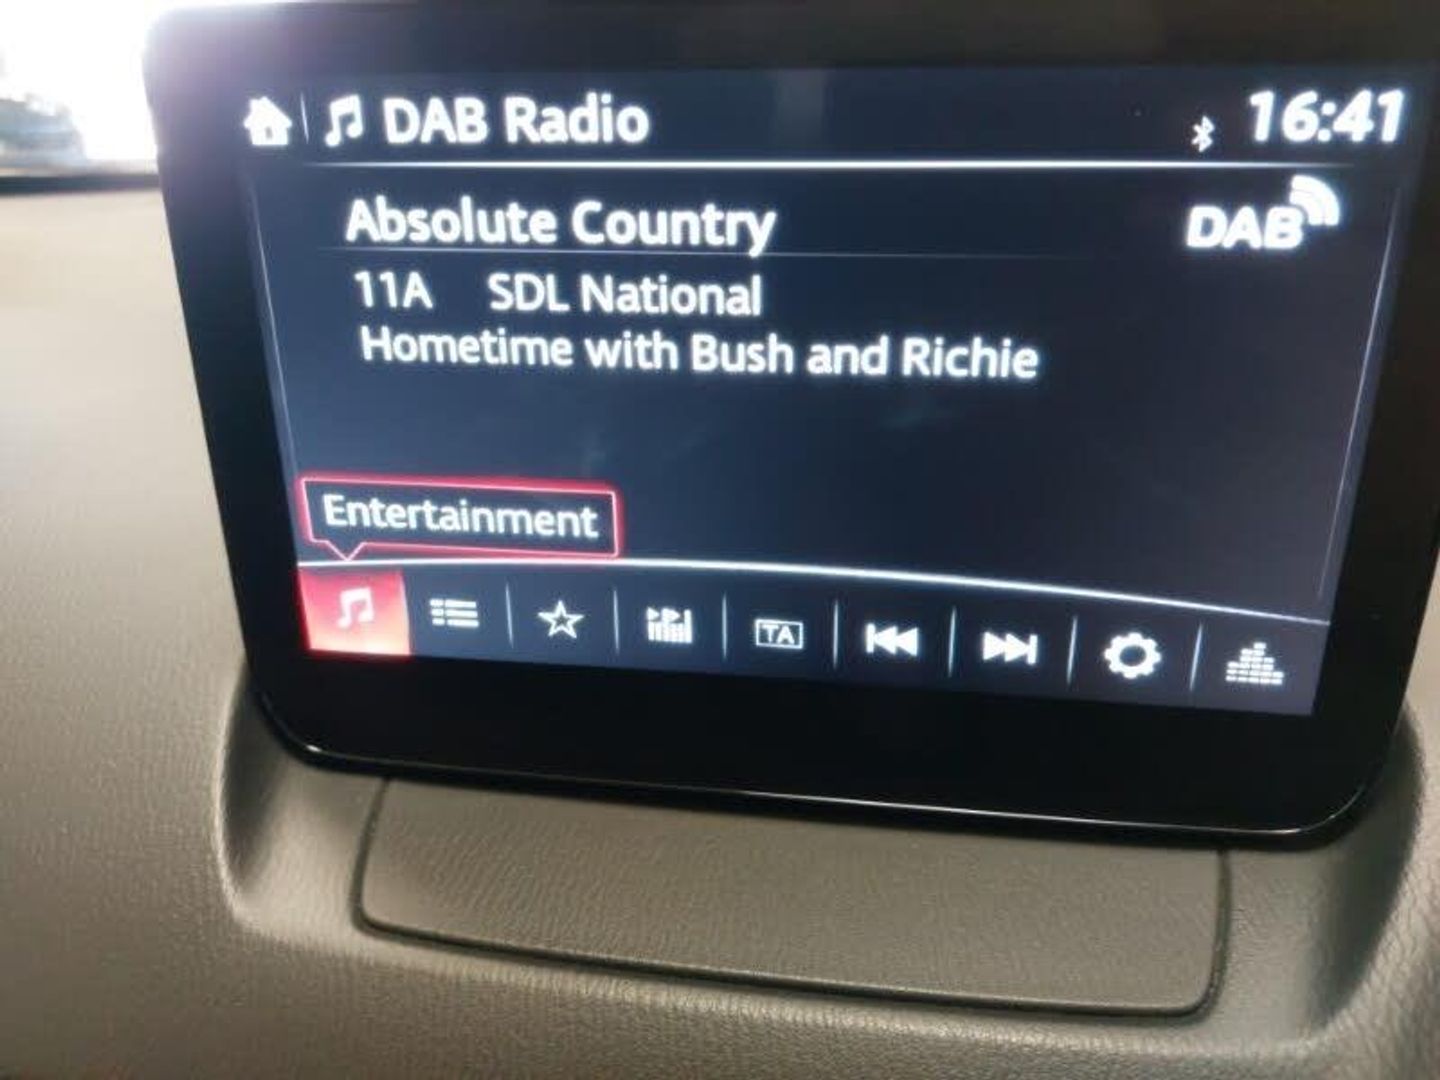 DAB Radio
16:41
Absolute Country
DAB
11A SDL National
Hometime with Bush and Richie
Entertainment
TA